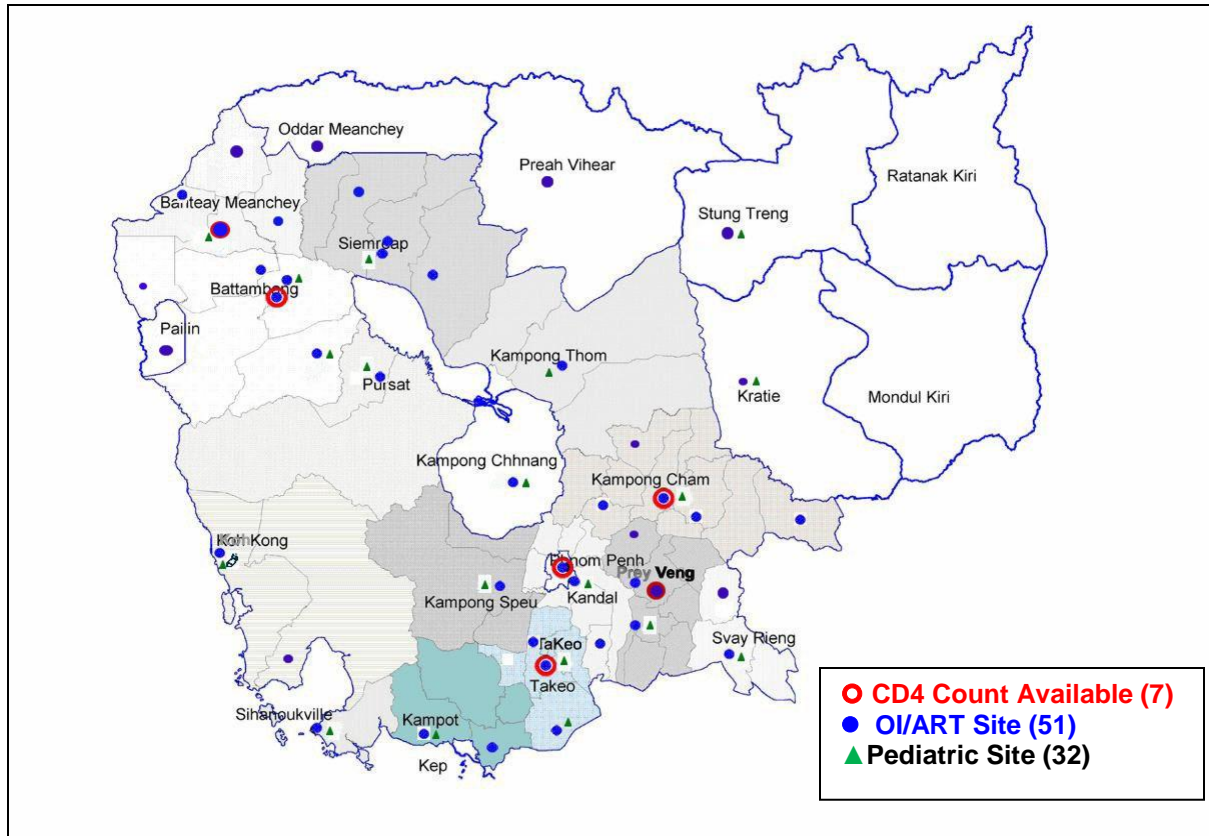 Oddar Meanchey
Preah Vihear
Ratanak Kiri
Banteay Meanchey
Stung Treng
Siemreap
Battambong
Pailin
Kampong Thom
Pursat
Kratie
Mondul Kiri
Kampong Chhnang
Kampong Cham
Koh Kong
Phnom Penh
Prey Veng
Kampong Speu
Kandal
TaKeo
Svay Rieng
Takeo
Sihanoukville
Kampot
Kep
CD4 Count Available (7)
OI/ART Site (51)
Pediatric Site (32)